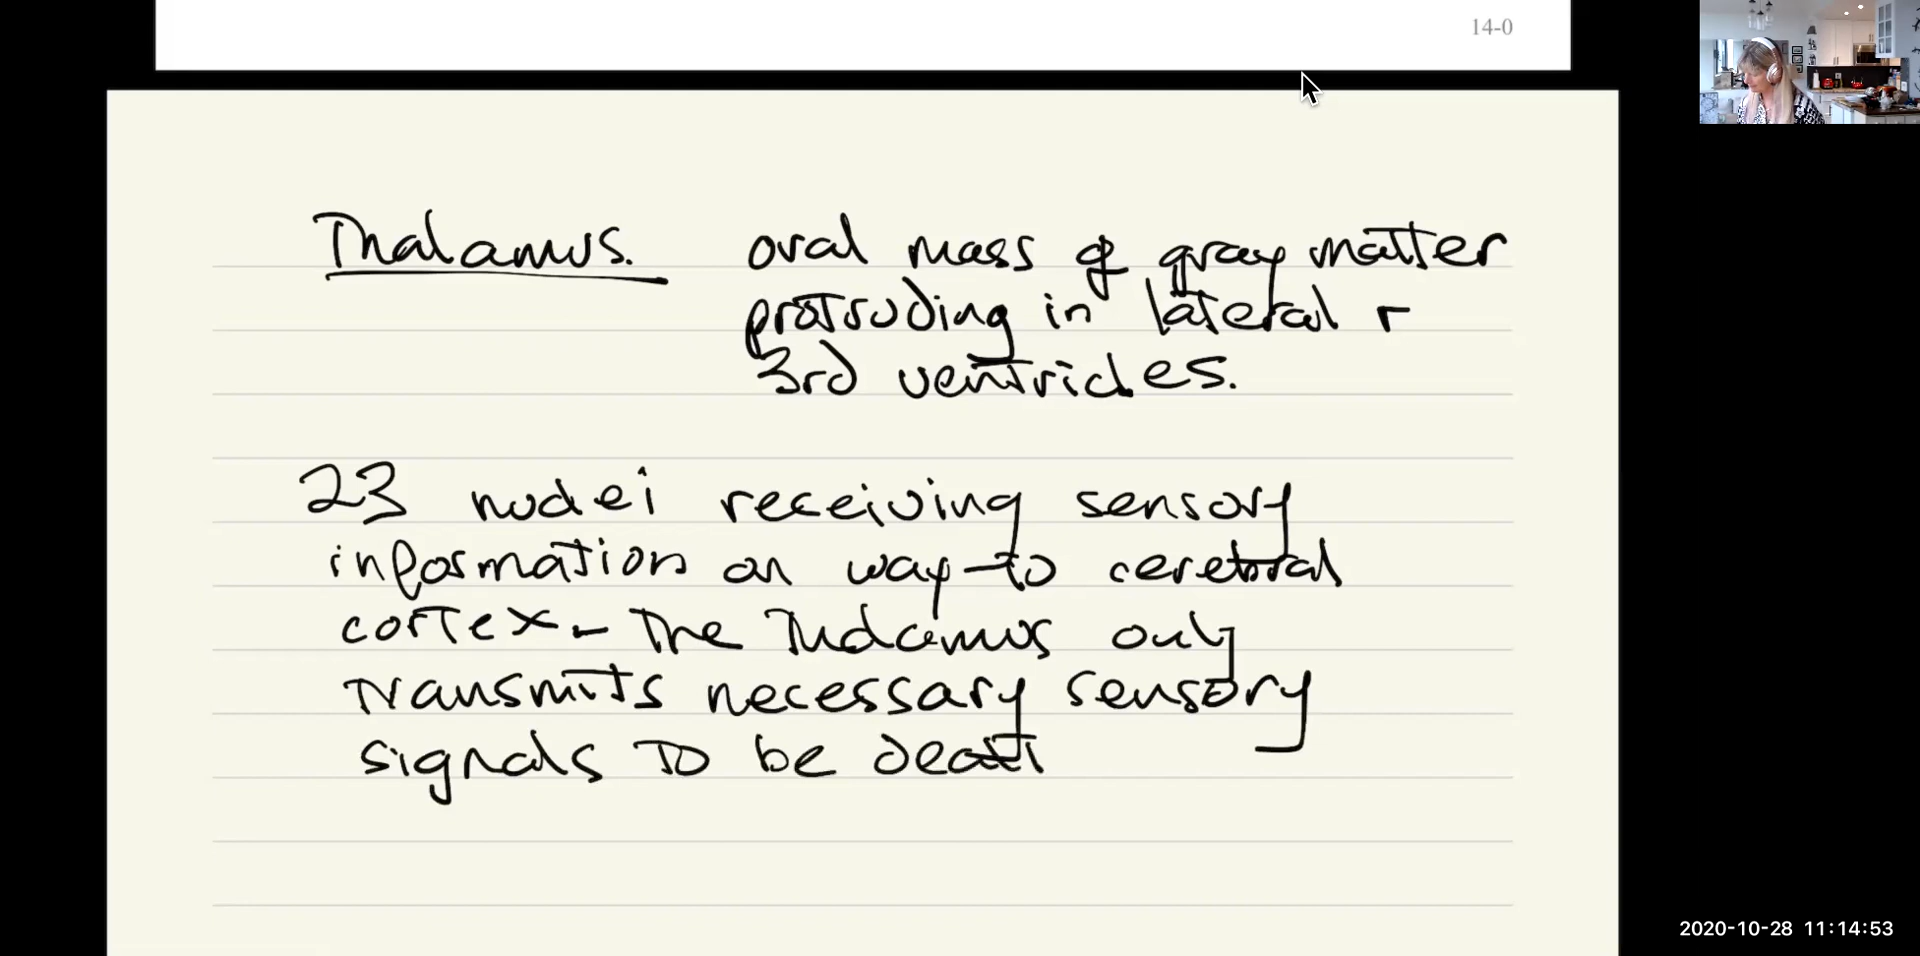 14-0
Thalamus. oval mass of gray matter
protruding in lateral r
3rd ventricles.
23 nuclei receiving sensory
information on way to cerebral
cortex - The Thalamus only
transmits necessary sensory
signals to be dealt
2020-10-28 11:14:53